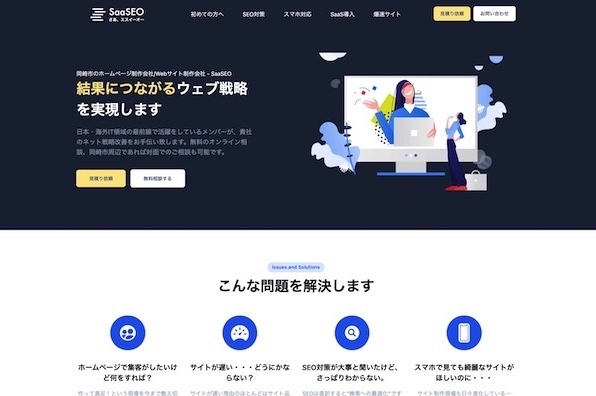 SaaSEO
さあ、エスイーオー
初めての方へ
SEO対策
スマホ対応
SaaS導入
爆速サイト
見積り依頼
お問い合わせ
岡崎市のホームページ制作会社/Webサイト制作会社 - SaaSEO
結果につながるウェブ戦略
を実現します
日本・海外IT領域の最前線で活躍をしているメンバーが、貴社
のネット戦略改善をお手伝い致します。無料のオンライン相
談、岡崎市周辺であれば対面でのご相談も可能です。
見積り依頼
無料相談する
Issues and Solutions
こんな問題を解決します
ホームページで集客がしたいけ
ど何をすれば？
サイトが遅い・・・どうにかな
らない？
SEO対策が大事と聞いたけど、
さっぱりわからない。
スマホで見ても綺麗なサイトが
ほしいのに・・・
作って満足！という現場を今まで数え切
サイトが遅い理由のほとんどはサイト品
SEOは直訳すると"検索への最適化"です
サイト制作現場も日々進化している一